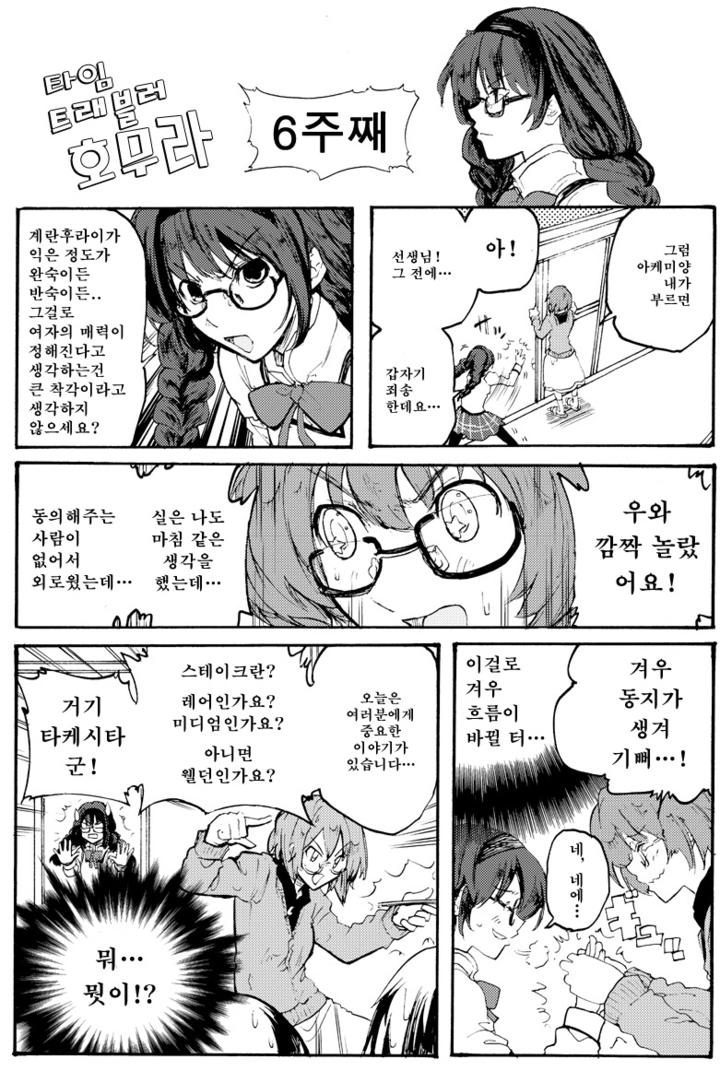 타임
트래블러
호무라
6주째
그럼
아케미양
내가
부르면
아!
선생님!
그 전에…
갑자기
죄송
한데요…
계란후라이가
익은 정도가
완숙이든
반숙이든..
그걸로
여자의 매력이
정해진다고
생각하는건
큰 착각이라고
생각하지
않으세요?
우와
깜짝 놀랐
어요!
실은 나도
마침 같은
생각을
했는데…
동의해주는
사람이
없어서
외로웠는데…
겨우
동지가
생겨
기뻐…!
네,
네에…
이걸로
겨우
흐름이
바뀔 터…
오늘은
여러분에게
중요한
이야기가
있습니다…
스테이크란?
레어인가요?
미디엄인가요?
아니면
웰던인가요?
거기
타케시타
군!
뭐…
뭣이!?